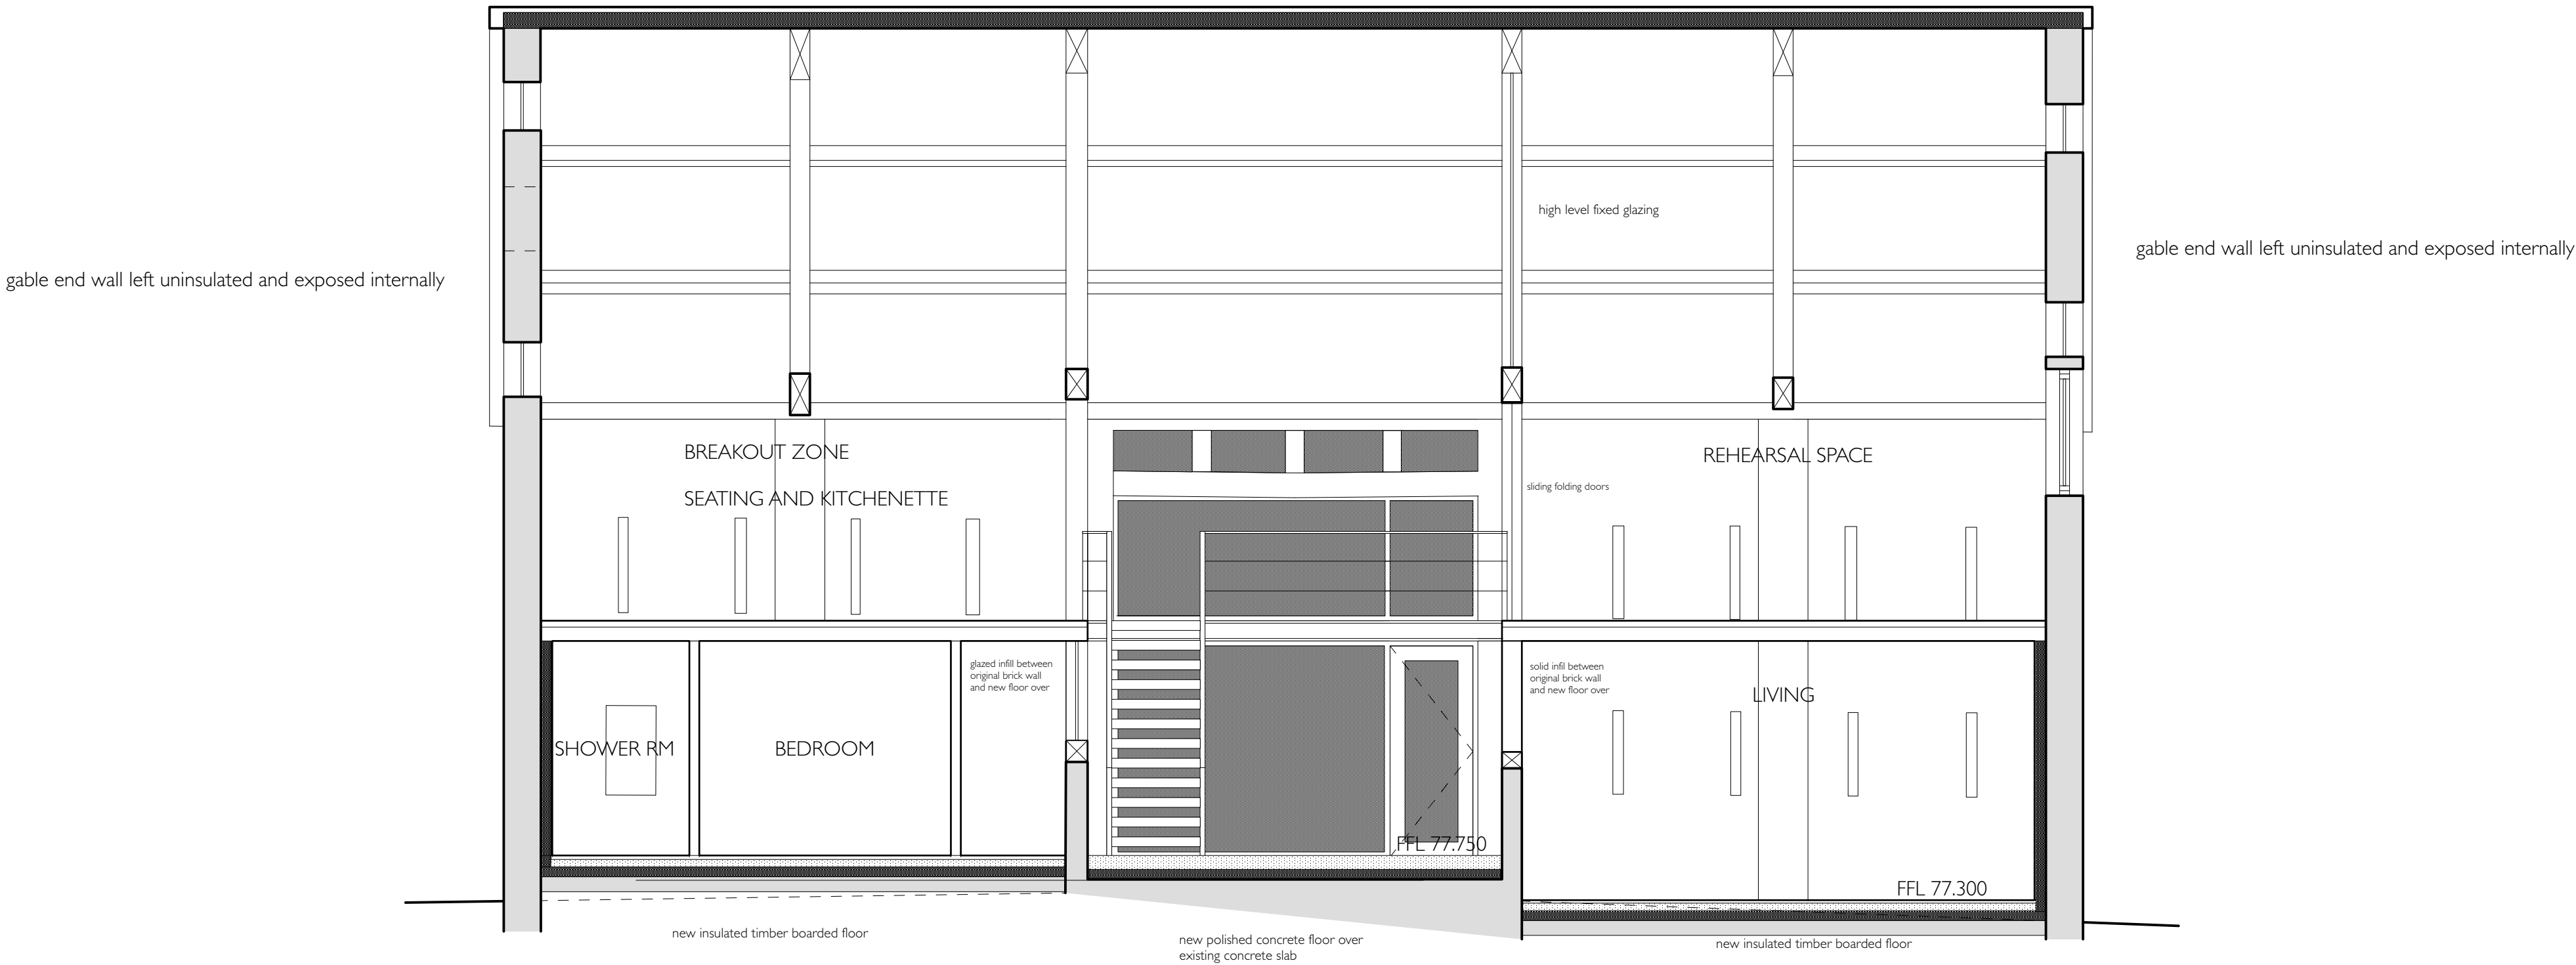 high level fixed glazing
gable end wall left uninsulated and exposed internally
gable end wall left uninsulated and exposed internally
BREAKOUT ZONE
REHEARSAL SPACE
SEATING AND KITCHENETTE
sliding folding doors
glazed infill between
original brick wall
and new floor over
solid infil between
original brick wall
and new floor over
LIVING
SHOWER RM
BEDROOM
FFL 77.750
FFL 77.300
new insulated timber boarded floor
new polished concrete floor over
existing concrete slab
new insulated timber boarded floor